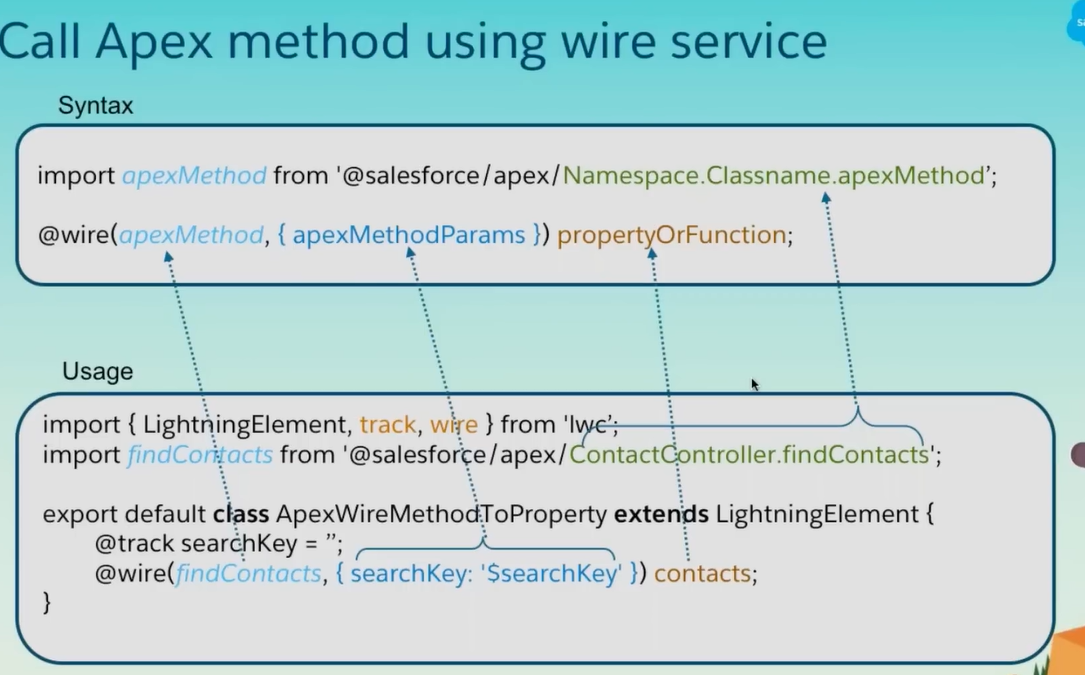 Call Apex method using wire service
Syntax
import apexMethod from '@salesforce/apex/Namespace.Classname.apexMethod’;
@wire(apexMethod, { apexMethodParams }) propertyOrFunction;
Usage
import { LightningElement, track, wire } from 'lwc’;
import findContacts from '@salesforce/apex/ContactController.findContacts';
export default class ApexWireMethodToProperty extends LightningElement {
@track searchKey = ’’;
@wire(findContacts, { searchKey: '$searchKey' }) contacts;
}